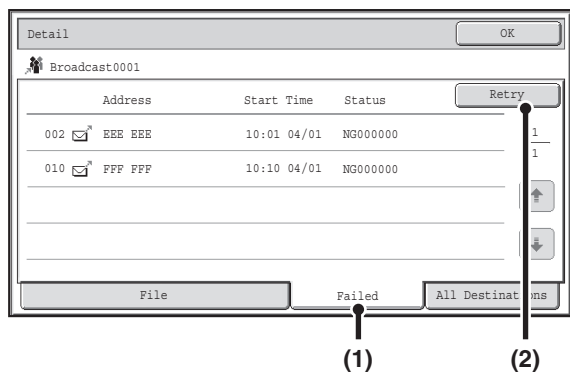 Detail OK
Broadcast0001
Address Start Time Status Retry
002 EEE EEE 10:01 04/01 NG000000 1
010 FFF FFF 10:10 04/01 NG000000 1
File Failed All Destinations
(1) (2)